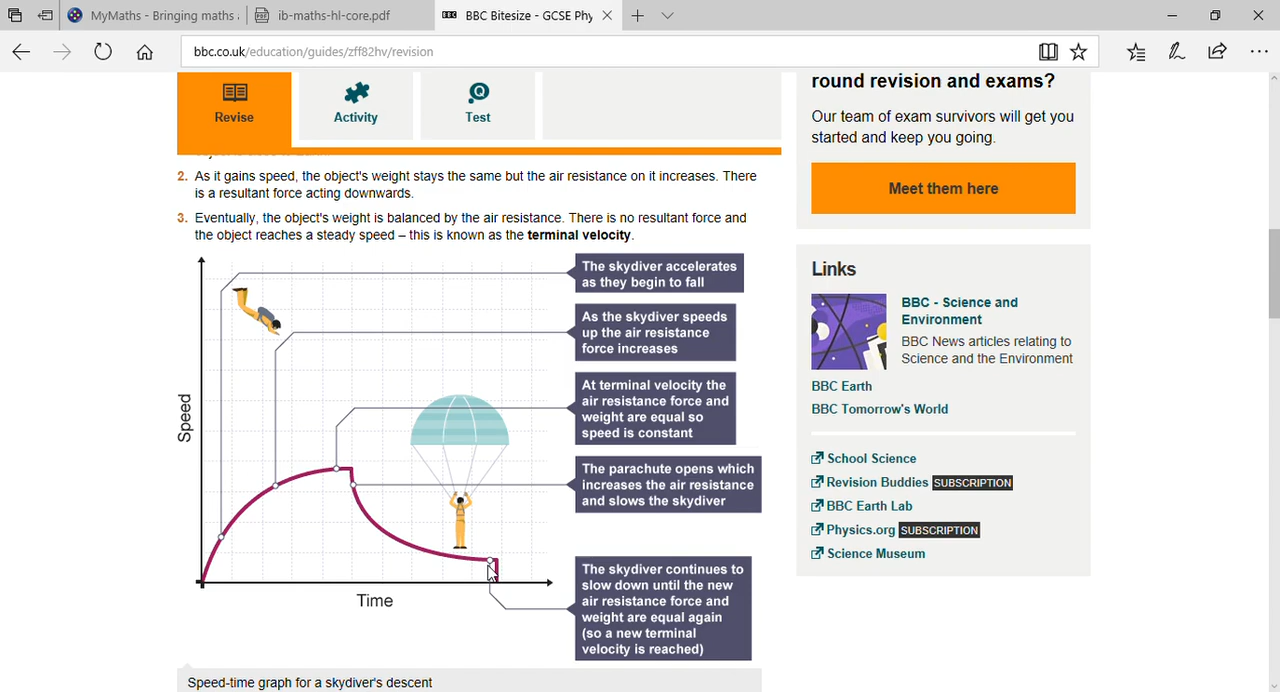 MyMaths - Bringing maths
ib-maths-hl-core.pdf
BBC Bitesize - GCSE Phy
bbc.co.uk/education/guides/zff82hv/revision
Revise
Activity
Test
2. As it gains speed, the object's weight stays the same but the air resistance on it increases. There
is a resultant force acting downwards.
3. Eventually, the object's weight is balanced by the air resistance. There is no resultant force and
the object reaches a steady speed – this is known as the terminal velocity.
The skydiver accelerates
as they begin to fall
As the skydiver speeds
up the air resistance
force increases
At terminal velocity the
air resistance force and
weight are equal so
speed is constant
The parachute opens which
increases the air resistance
and slows the skydiver
The skydiver continues to
slow down until the new
air resistance force and
weight are equal again
(so a new terminal
velocity is reached)
Speed
Time
Speed-time graph for a skydiver's descent
round revision and exams?
Our team of exam survivors will get you
started and keep you going.
Meet them here
Links
BBC - Science and
Environment
BBC News articles relating to
Science and the Environment
BBC Earth
BBC Tomorrow's World
School Science
Revision Buddies SUBSCRIPTION
BBC Earth Lab
Physics.org SUBSCRIPTION
Science Museum